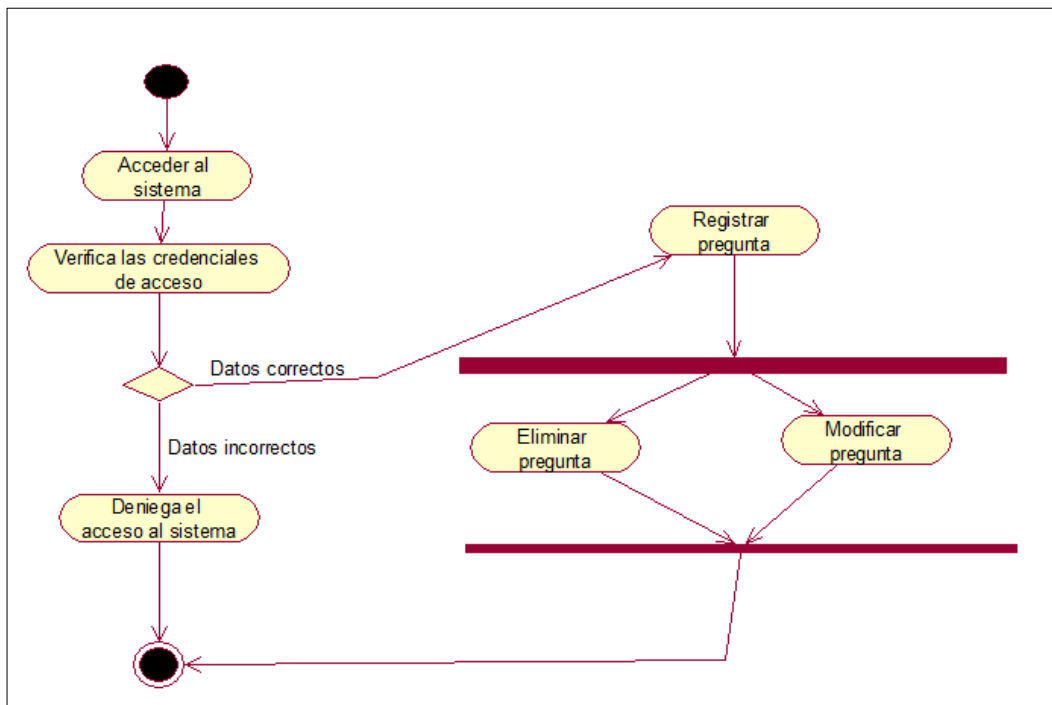 Acceder al
sistema
Verifica las credenciales
de acceso
Datos correctos
Datos incorrectos
Deniega el
acceso al sistema
Registrar
pregunta
Eliminar
pregunta
Modificar
pregunta